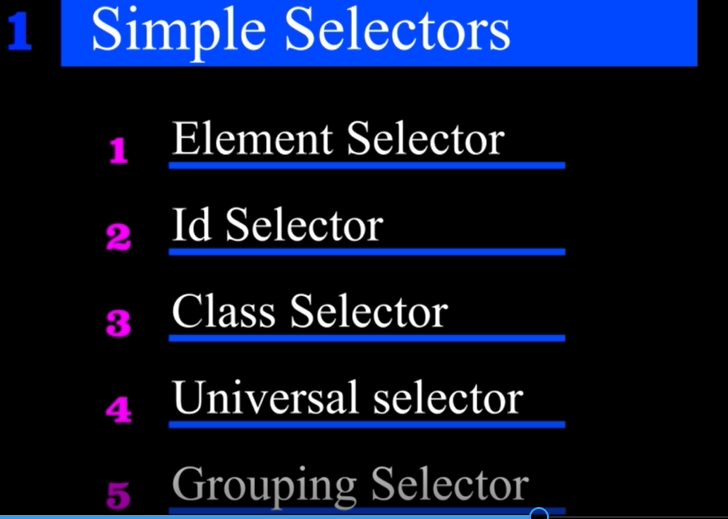 1 Simple Selectors
1 Element Selector
2 Id Selector
3 Class Selector
4 Universal selector
5 Grouping Selector